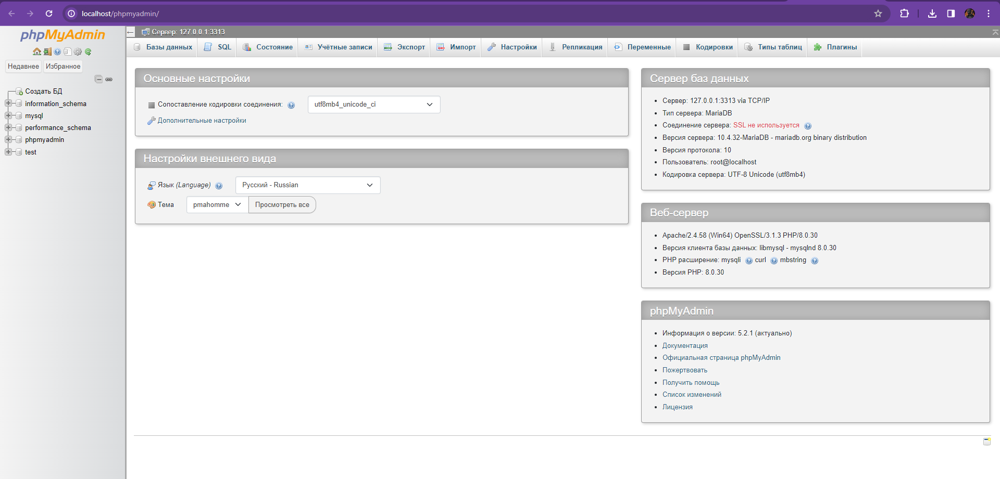 localhost/phpmyadmin/
phpMyAdmin
Недавнее Избранное
Создать БД
information_schema
mysql
performance_schema
phpmyadmin
test
Сервер: 127.0.0.1:3313
Базы данных SQL Состояние Учётные записи Экспорт Импорт Настройки Репликация Переменные Кодировки Типы таблиц Плагины
Основные настройки
Сопоставление кодировки соединения: utf8mb4_unicode_ci
Дополнительные настройки
Настройки внешнего вида
Язык (Language) Русский - Russian
Тема pmahomme Просмотреть все
Сервер баз данных
Сервер: 127.0.0.1:3313 via TCP/IP
Тип сервера: MariaDB
Соединение сервера: SSL не используется
Версия сервера: 10.4.32-MariaDB - mariadb.org binary distribution
Версия протокола: 10
Пользователь: root@localhost
Кодировка сервера: UTF-8 Unicode (utf8mb4)
Веб-сервер
Apache/2.4.58 (Win64) OpenSSL/3.1.3 PHP/8.0.30
Версия клиента базы данных: libmysql - mysqlnd 8.0.30
PHP расширение: mysqli curl mbstring
Версия PHP: 8.0.30
phpMyAdmin
Информация о версии: 5.2.1 (актуально)
Документация
Официальная страница phpMyAdmin
Пожертвовать
Получить помощь
Список изменений
Лицензия